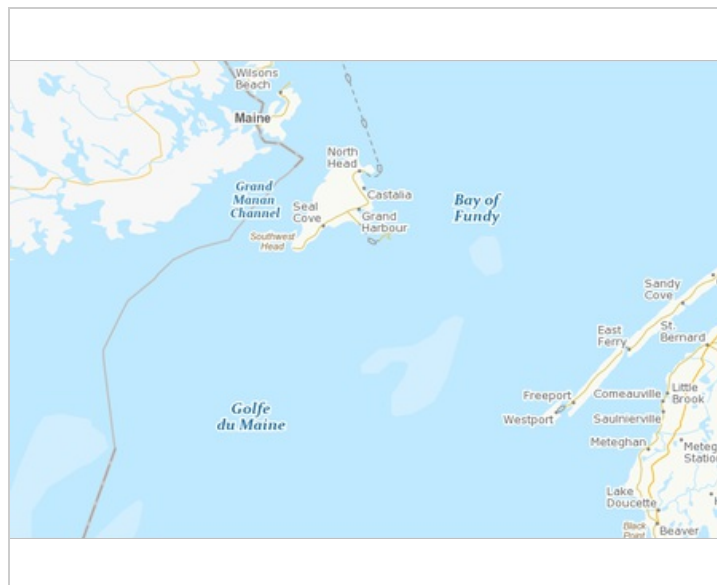 Wilsons
Beach
Maine
North
Head
Grand
Manan
Channel
Castalia
Seal
Cove
Grand
Harbour
Bay of
Fundy
Southwest
Head
Sandy
Cove
East
Ferry
St.
Bernard
Golfe
du Maine
Freeport
Westport
Comeauville
Little
Brook
Saulnierville
Meteghan
Meteg
Station
Lake
Doucette
Black
Point
Beaver